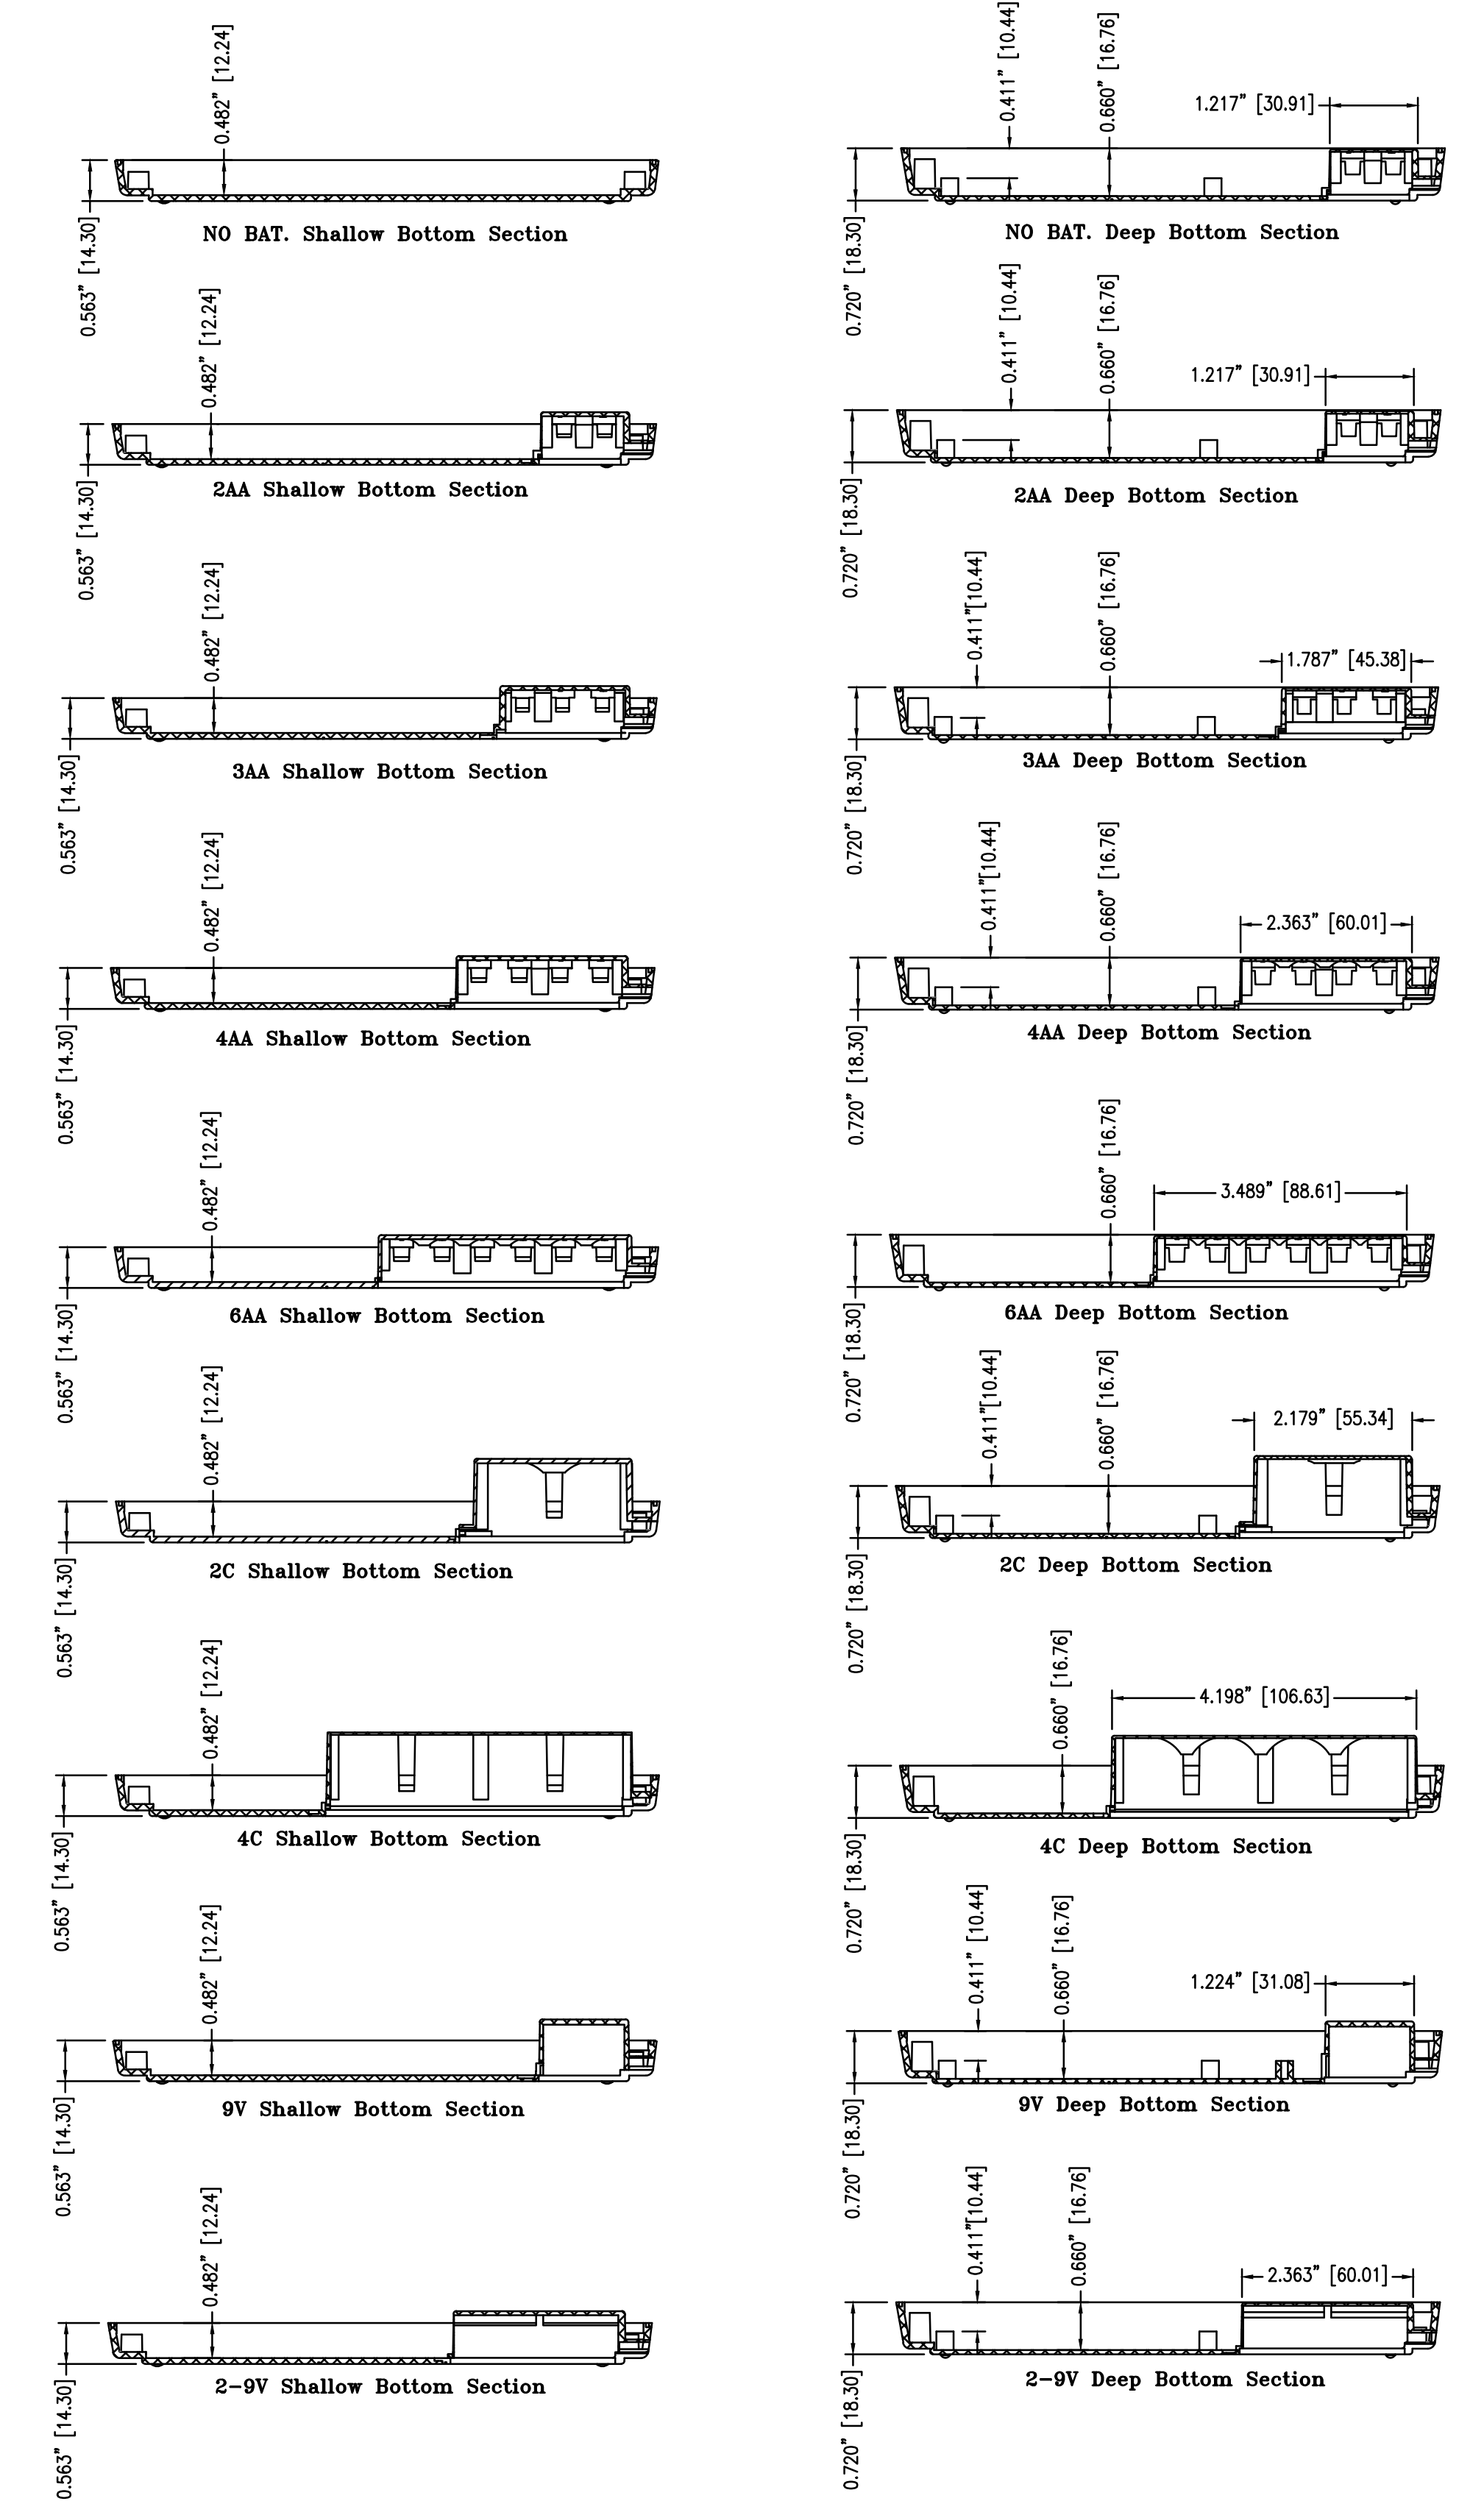 0.482" [12.24]
0.563" [14.30]
NO BAT. Shallow Bottom Section
0.411" [10.44]
0.660" [16.76]
1.217" [30.91]
0.720" [18.30]
NO BAT. Deep Bottom Section
0.482" [12.24]
0.563" [14.30]
2AA Shallow Bottom Section
0.411" [10.44]
0.660" [16.76]
1.217" [30.91]
0.720" [18.30]
2AA Deep Bottom Section
0.482" [12.24]
0.563" [14.30]
3AA Shallow Bottom Section
0.411"[10.44]
0.660" [16.76]
1.787" [45.38]
0.720" [18.30]
3AA Deep Bottom Section
0.482" [12.24]
0.563" [14.30]
4AA Shallow Bottom Section
0.411"[10.44]
0.660" [16.76]
2.363" [60.01]
0.720" [18.30]
4AA Deep Bottom Section
0.482" [12.24]
0.563" [14.30]
6AA Shallow Bottom Section
0.660" [16.76]
3.489" [88.61]
0.720" [18.30]
6AA Deep Bottom Section
0.482" [12.24]
0.563" [14.30]
2C Shallow Bottom Section
0.411"[10.44]
0.660" [16.76]
2.179" [55.34]
0.720" [18.30]
2C Deep Bottom Section
0.482" [12.24]
0.563" [14.30]
4C Shallow Bottom Section
0.660" [16.76]
4.198" [106.63]
0.720" [18.30]
4C Deep Bottom Section
0.482" [12.24]
0.563" [14.30]
9V Shallow Bottom Section
0.411" [10.44]
0.660" [16.76]
1.224" [31.08]
0.720" [18.30]
9V Deep Bottom Section
0.482" [12.24]
0.563" [14.30]
2-9V Shallow Bottom Section
0.411"[10.44]
0.660" [16.76]
2.363" [60.01]
0.720" [18.30]
2-9V Deep Bottom Section